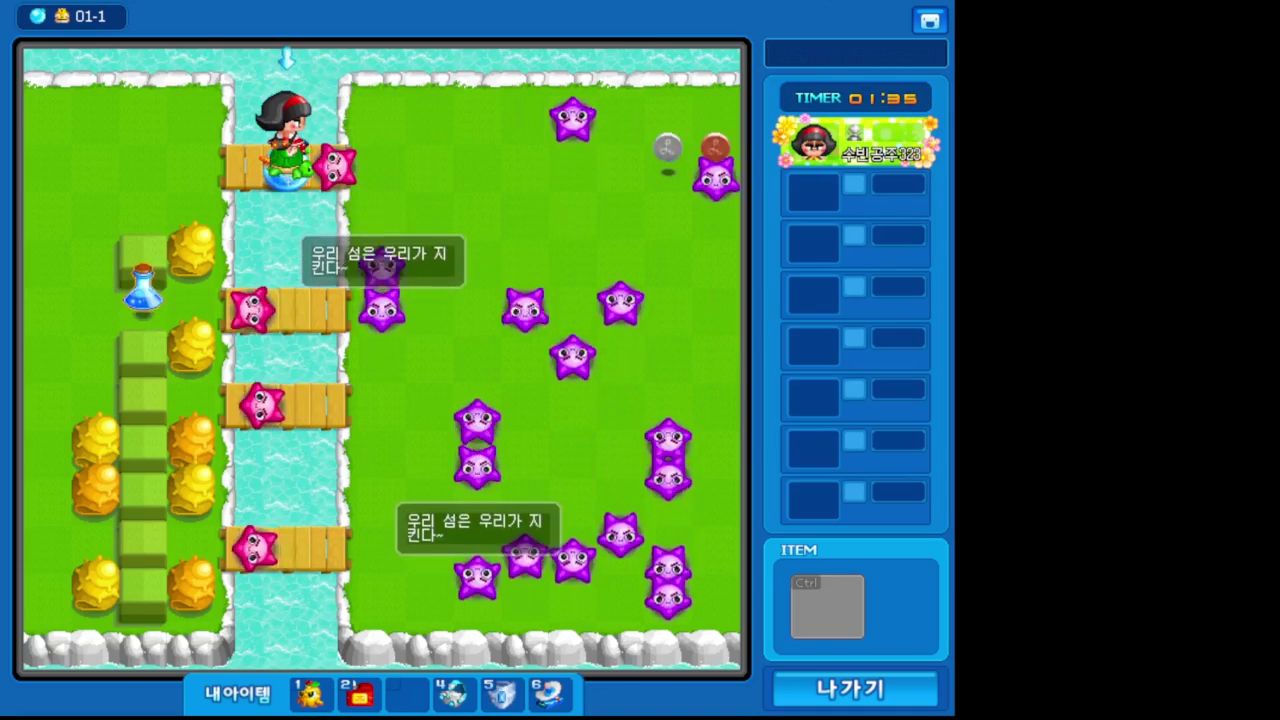 01-1
TIMER 01:35
수빈공주323
우리 섬은 우리가 지
킨다~
우리 섬은 우리가 지
킨다~
ITEM
Ctrl
내아이템
1
2
4
5
6
나가기